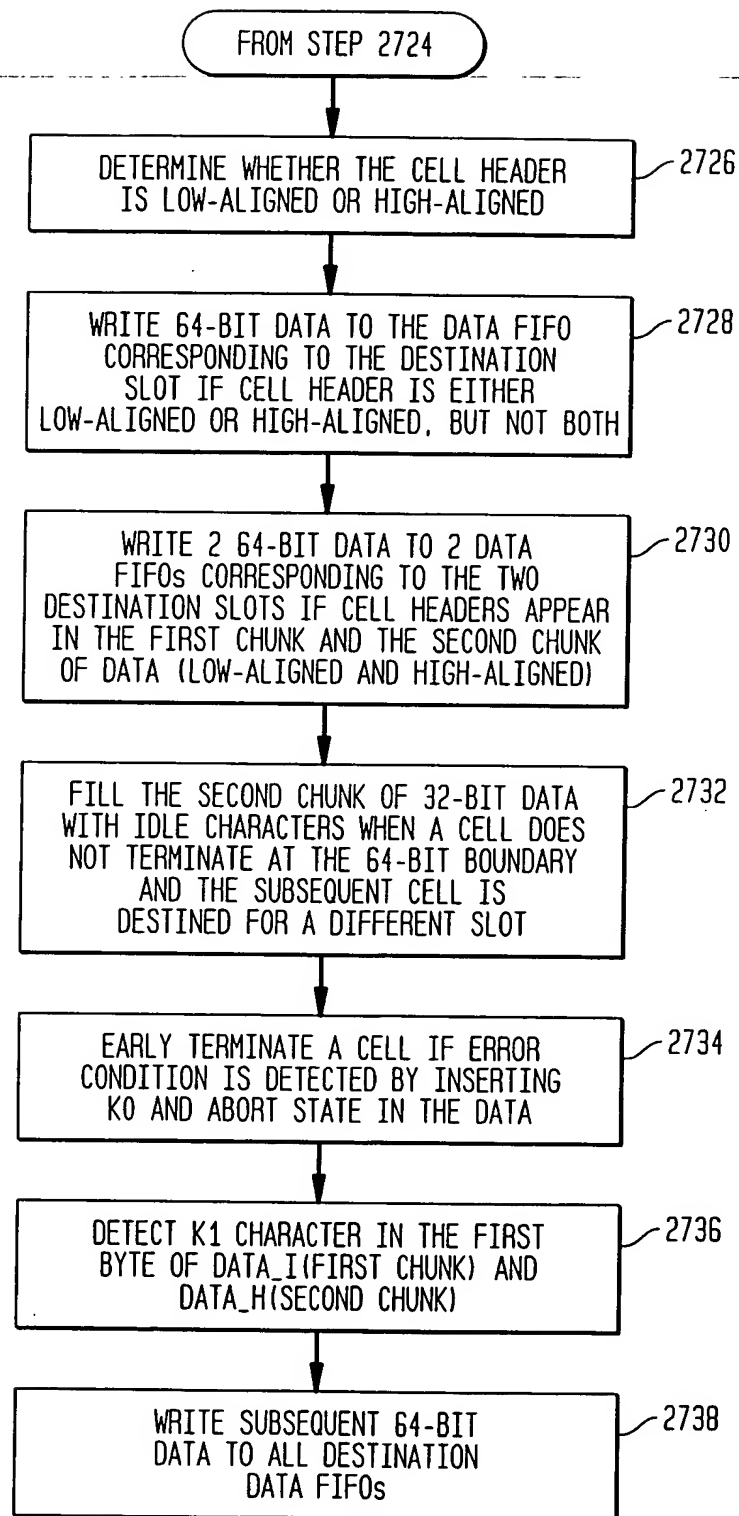 FROM STEP 2724
DETERMINE WHETHER THE CELL HEADER
IS LOW-ALIGNED OR HIGH-ALIGNED
2726
WRITE 64-BIT DATA TO THE DATA FIFO
CORRESPONDING TO THE DESTINATION
SLOT IF CELL HEADER IS EITHER
LOW-ALIGNED OR HIGH-ALIGNED, BUT NOT BOTH
2728
WRITE 2 64-BIT DATA TO 2 DATA
FIFOs CORRESPONDING TO THE TWO
DESTINATION SLOTS IF CELL HEADERS APPEAR
IN THE FIRST CHUNK AND THE SECOND CHUNK
OF DATA (LOW-ALIGNED AND HIGH-ALIGNED)
2730
FILL THE SECOND CHUNK OF 32-BIT DATA
WITH IDLE CHARACTERS WHEN A CELL DOES
NOT TERMINATE AT THE 64-BIT BOUNDARY
AND THE SUBSEQUENT CELL IS
DESTINED FOR A DIFFERENT SLOT
2732
EARLY TERMINATE A CELL IF ERROR
CONDITION IS DETECTED BY INSERTING
K0 AND ABORT STATE IN THE DATA
2734
DETECT K1 CHARACTER IN THE FIRST
BYTE OF DATA_I(FIRST CHUNK) AND
DATA_H(SECOND CHUNK)
2736
WRITE SUBSEQUENT 64-BIT
DATA TO ALL DESTINATION
DATA FIFOs
2738